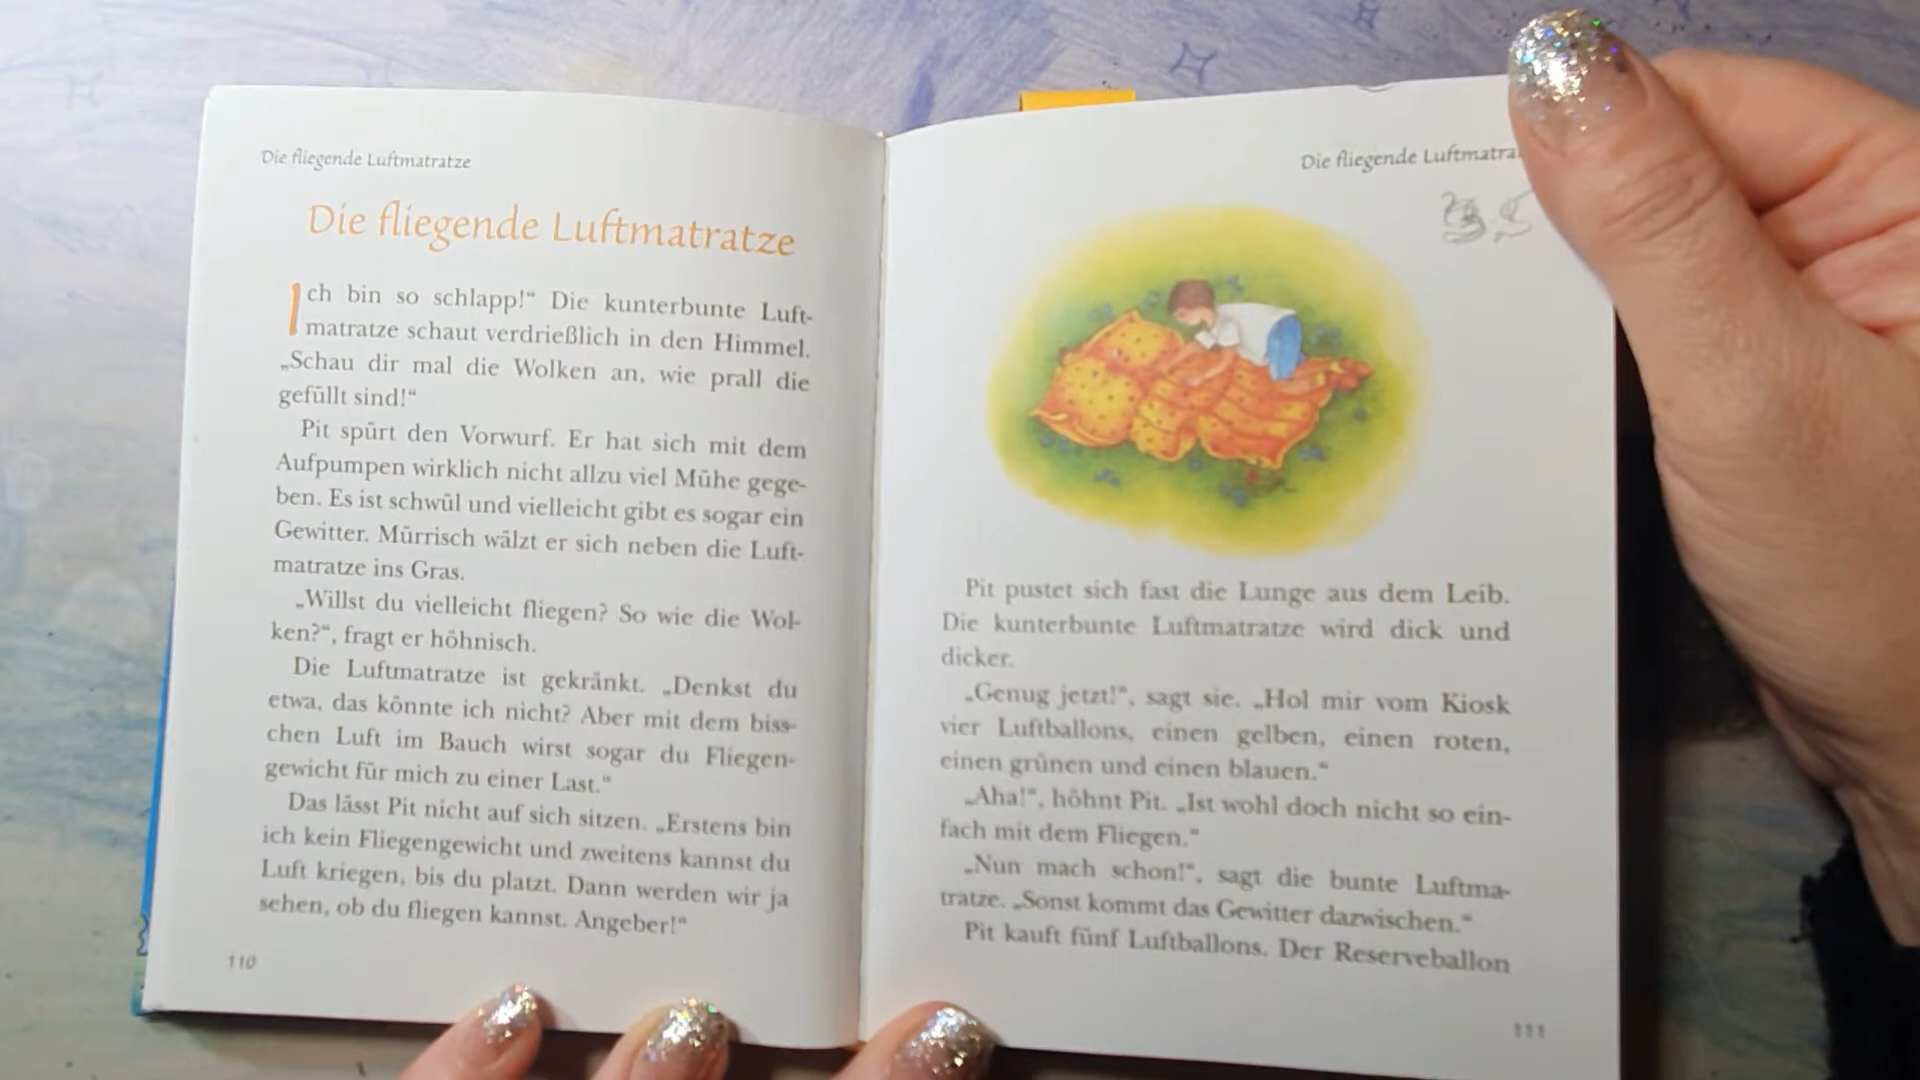 Die fliegende Luftmatratze
Die fliegende Luftmatratze
Ich bin so schlapp!“ Die kunterbunte Luft-
matratze schaut verdrießlich in den Himmel.
„Schau dir mal die Wolken an, wie prall die
gefüllt sind!“
Pit spürt den Vorwurf. Er hat sich mit dem
Aufpumpen wirklich nicht allzu viel Mühe gege-
ben. Es ist schwül und vielleicht gibt es sogar ein
Gewitter. Mürrisch wälzt er sich neben die Luft-
matratze ins Gras.
„Willst du vielleicht fliegen? So wie die Wol-
ken?“, fragt er höhnisch.
Die Luftmatratze ist gekränkt. „Denkst du
etwa, das könnte ich nicht? Aber mit dem biss-
chen Luft im Bauch wirst sogar du Fliegen-
gewicht für mich zu einer Last.“
Das lässt Pit nicht auf sich sitzen. „Erstens bin
ich kein Fliegengewicht und zweitens kannst du
Luft kriegen, bis du platzt. Dann werden wir ja
sehen, ob du fliegen kannst. Angeber!“
110
Die fliegende Luftmatra
Pit pustet sich fast die Lunge aus dem Leib.
Die kunterbunte Luftmatratze wird dick und
dicker.
„Genug jetzt!“, sagt sie. „Hol mir vom Kiosk
vier Luftballons, einen gelben, einen roten,
einen grünen und einen blauen.“
„Aha!“, höhnt Pit. „Ist wohl doch nicht so ein-
fach mit dem Fliegen.“
„Nun mach schon!“, sagt die bunte Luftma-
tratze. „Sonst kommt das Gewitter dazwischen.“
Pit kauft fünf Luftballons. Der Reserveballon
111